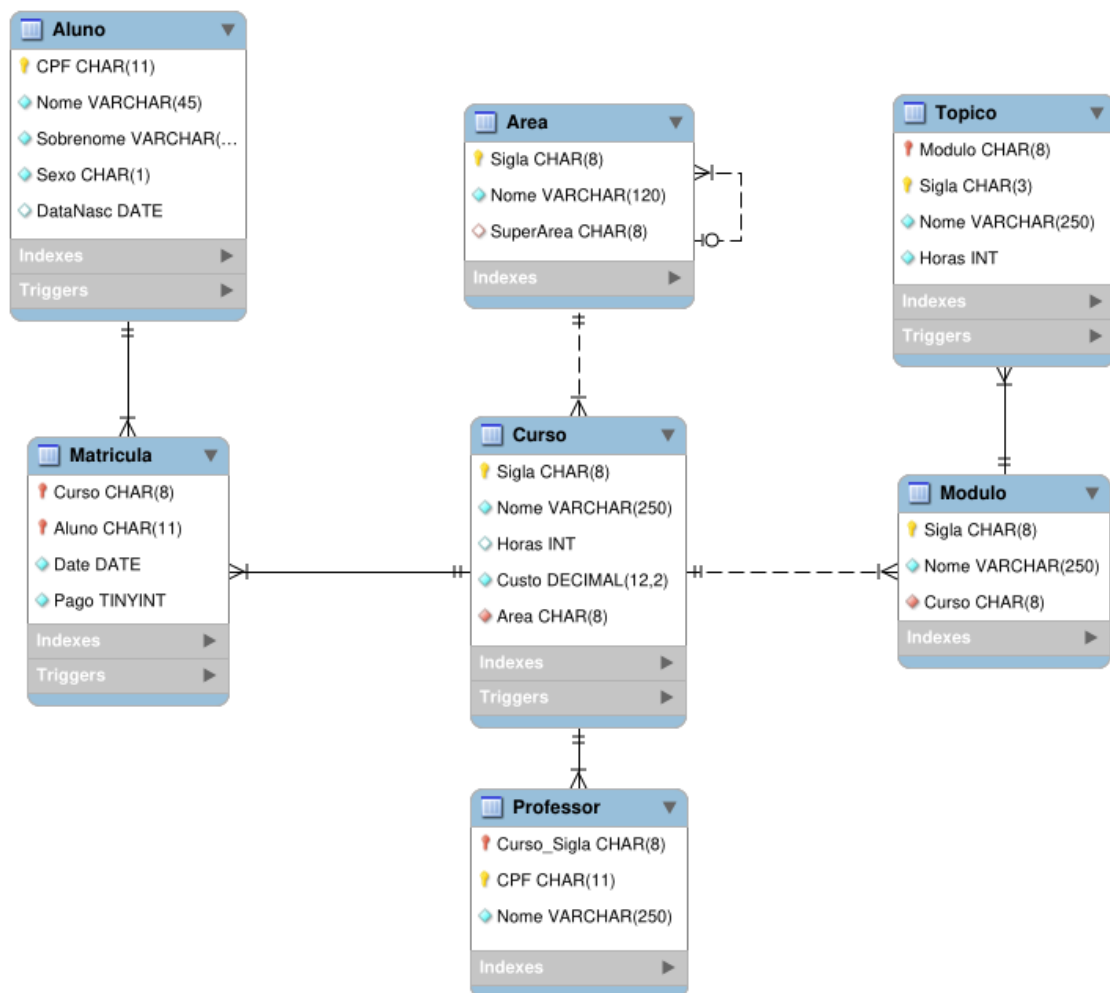 Aluno
CPF CHAR(11)
Nome VARCHAR(45)
Sobrenome VARCHAR(...
Sexo CHAR(1)
DataNasc DATE
Indexes
Triggers
Area
Sigla CHAR(8)
Nome VARCHAR(120)
SuperArea CHAR(8)
Indexes
Topico
Modulo CHAR(8)
Sigla CHAR(3)
Nome VARCHAR(250)
Horas INT
Indexes
Triggers
Matricula
Curso CHAR(8)
Aluno CHAR(11)
Date DATE
Pago TINYINT
Indexes
Triggers
Curso
Sigla CHAR(8)
Nome VARCHAR(250)
Horas INT
Custo DECIMAL(12,2)
Area CHAR(8)
Indexes
Triggers
Modulo
Sigla CHAR(8)
Nome VARCHAR(250)
Curso CHAR(8)
Indexes
Professor
Curso_Sigla CHAR(8)
CPF CHAR(11)
Nome VARCHAR(250)
Indexes